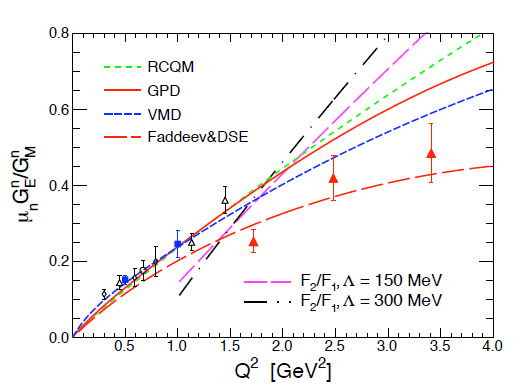 0.8
0.6
0.4
0.2
0.0
μₙGₑⁿ/Gₘⁿ
RCQM
GPD
VMD
Faddeev&DSE
F₂/F₁, Λ = 150 MeV
F₂/F₁, Λ = 300 MeV
0.5 1.0 1.5 2.0 2.5 3.0 3.5 4.0
Q² [GeV²]